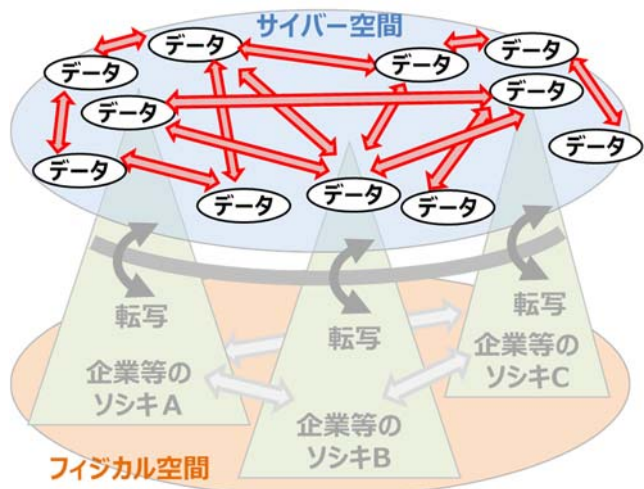 サイバー空間
データ
データ
データ
データ
データ
データ
データ
データ
データ
データ
データ
転写
転写
転写
企業等の
ソシキA
企業等の
ソシキB
企業等の
ソシキC
フィジカル空間